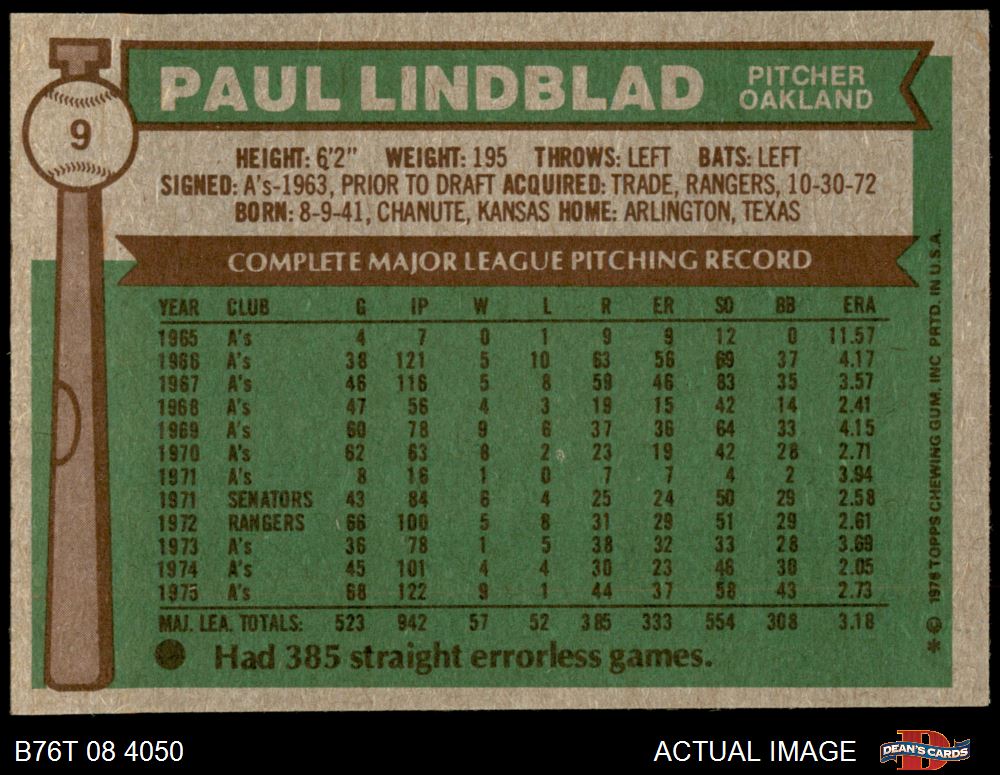 PAUL LINDBLAD
PITCHER
OAKLAND
9
HEIGHT: 6'2" WEIGHT: 195 THROWS: LEFT BATS: LEFT
SIGNED: A's-1963, PRIOR TO DRAFT ACQUIRED: TRADE, RANGERS, 10-30-72
BORN: 8-9-41, CHANUTE, KANSAS HOME: ARLINGTON, TEXAS
COMPLETE MAJOR LEAGUE PITCHING RECORD
YEAR CLUB G IP W L R ER SO BB ERA
1965 A's 4 7 0 1 9 9 12 0 11.57
1966 A's 38 121 5 10 63 56 69 37 4.17
1967 A's 46 116 5 8 59 46 83 35 3.57
1968 A's 47 56 4 3 19 15 42 14 2.41
1969 A's 60 78 9 6 37 36 64 33 4.15
1970 A's 62 63 8 2 23 19 42 28 2.71
1971 A's 8 16 1 0 7 7 4 2 3.94
1971 SENATORS 43 84 6 4 25 24 50 29 2.58
1972 RANGERS 66 100 5 8 31 29 51 29 2.61
1973 A's 36 78 1 5 38 32 33 28 3.69
1974 A's 45 101 4 4 30 23 46 30 2.05
1975 A's 68 122 9 1 44 37 58 43 2.73
MAJ. LEA. TOTALS: 523 942 57 52 385 333 554 308 3.18
Had 385 straight errorless games.
* © 1976 TOPPS CHEWING GUM, INC PRTD. IN U.S.A.
B76T 08 4050
ACTUAL IMAGE
DEAN'S CARDS